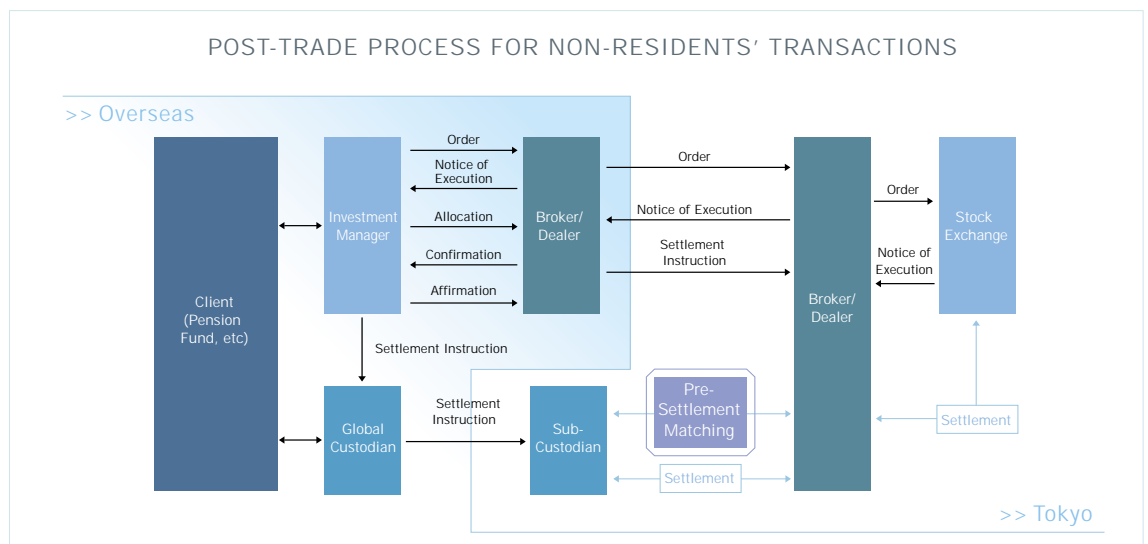 POST-TRADE PROCESS FOR NON-RESIDENTS’ TRANSACTIONS
>> Overseas
Client
(Pension
Fund, etc)
Investment
Manager
Order
Notice of
Execution
Allocation
Confirmation
Affirmation
Broker/
Dealer
Order
Notice of Execution
Settlement
Instruction
Broker/
Dealer
Order
Notice of
Execution
Stock
Exchange
Settlement Instruction
Global
Custodian
Settlement
Instruction
Sub-
Custodian
Pre-
Settlement
Matching
Settlement
Settlement
>> Tokyo